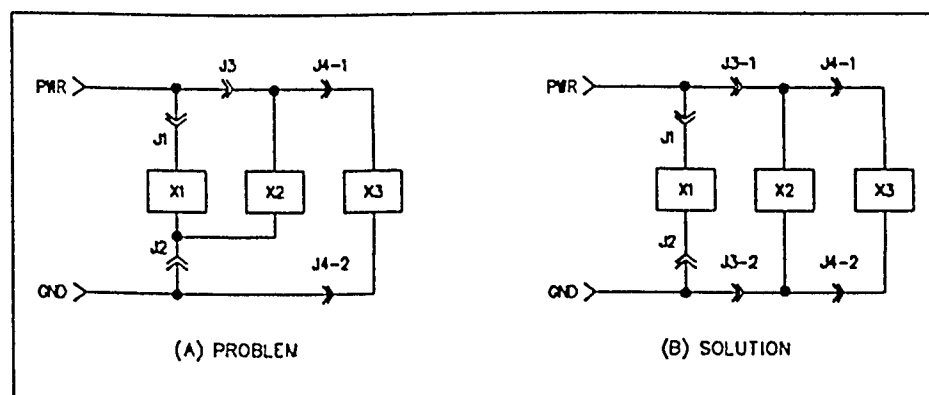 J3 J4-1
PWR
J1
X1 X2 X3
J2
J4-2
GND
(A) PROBLEM
J3-1 J4-1
PWR
J1
X1 X2 X3
J2
J3-2 J4-2
GND
(B) SOLUTION